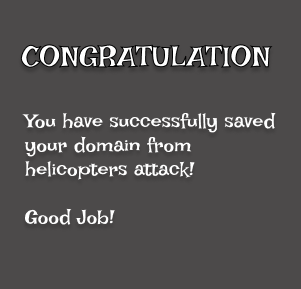 CONGRATULATION
You have successfully saved
your domain from
helicopters attack!
Good Job!